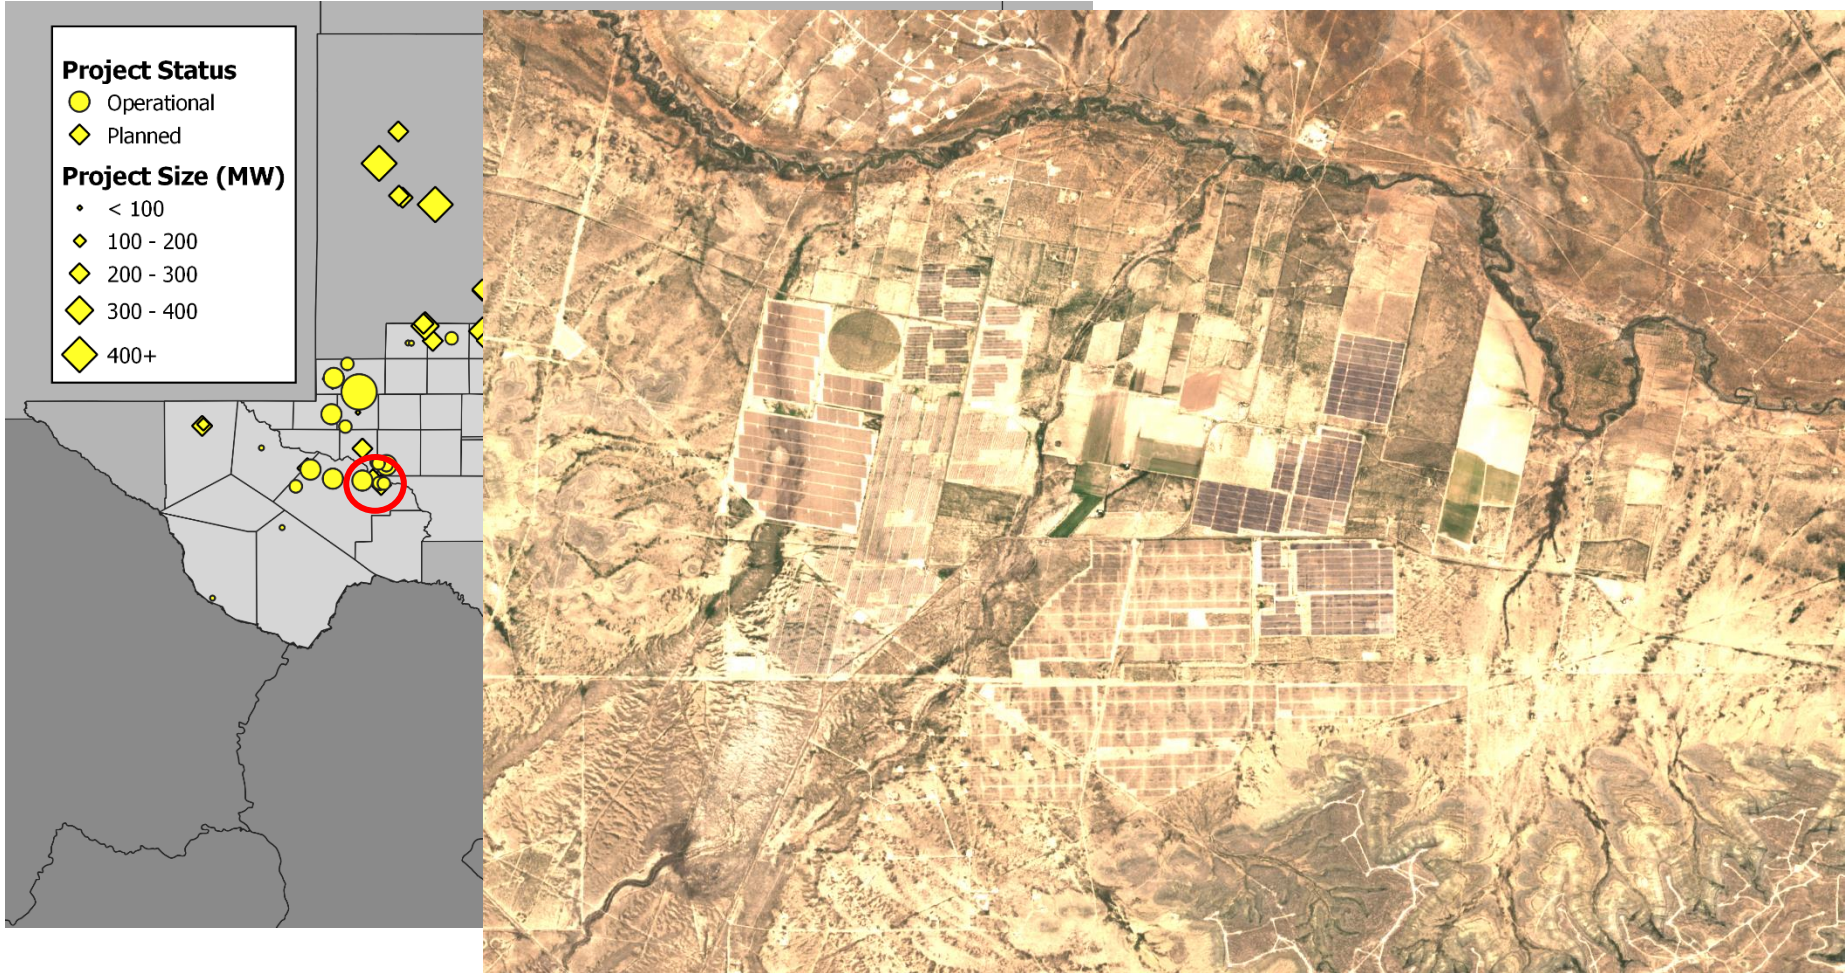 Project Status
Operational
Planned
Project Size (MW)
< 100
100 - 200
200 - 300
300 - 400
400+